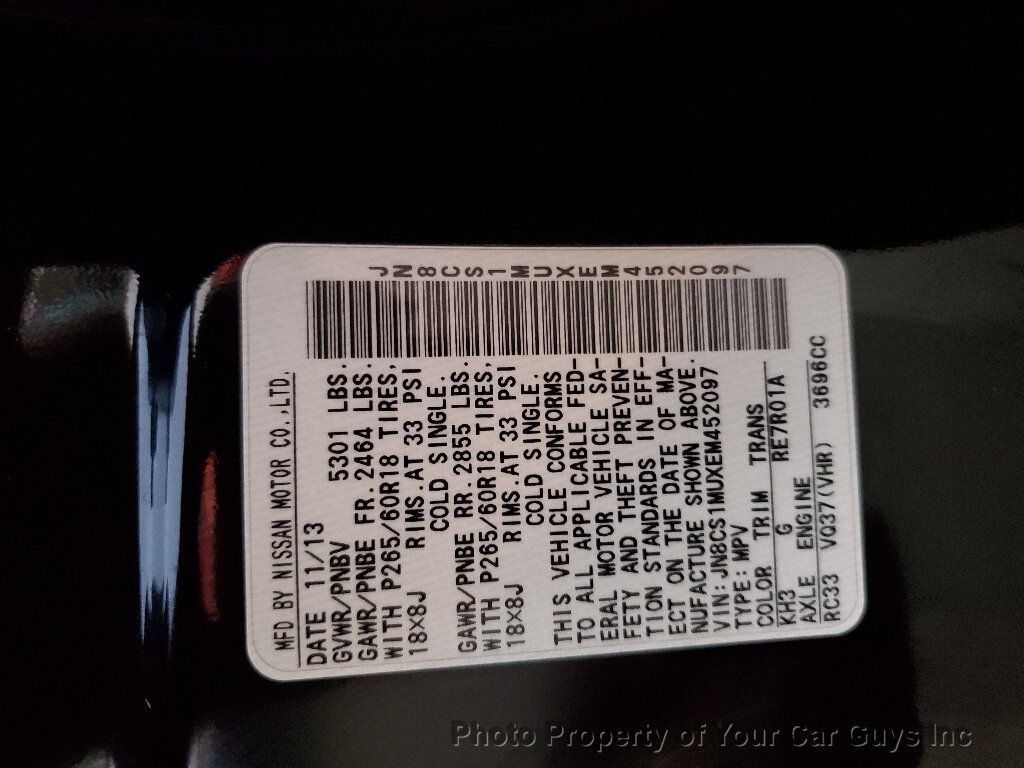 MFD BY NISSAN MOTOR CO.,LTD.
DATE 11/13
GVWR/PNBV 5301 LBS.
GAWR/PNBE FR. 2464 LBS.
WITH P265/60R18 TIRES,
18X8J RIMS.AT 33 PSI
COLD SINGLE.
GAWR/PNBE RR. 2855 LBS.
WITH P265/60R18 TIRES,
18X8J RIMS.AT 33 PSI
COLD SINGLE.
THIS VEHICLE CONFORMS
TO ALL APPLICABLE FED-
ERAL MOTOR VEHICLE SA-
FETY AND THEFT PREVEN-
TION STANDARDS IN EFF-
ECT ON THE DATE OF MA-
NUFACTURE SHOWN ABOVE.
VIN:JN8CS1MUXEM452097
TYPE:MPV
COLOR TRIM TRANS
KH3 G RE7R01A
AXLE ENGINE
RC33 VQ37(VHR) 3696CC
JN8CS1MUXEM452097
Photo Property of Your Car Guys Inc